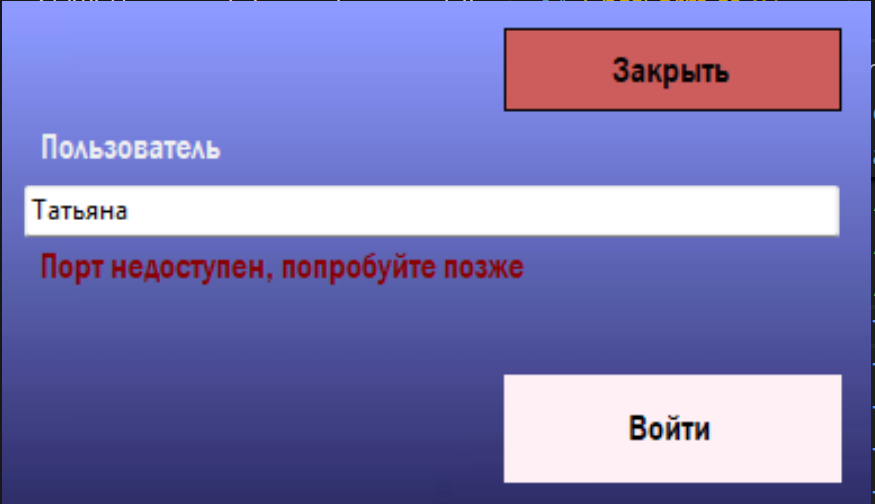 Закрыть
Пользователь
Татьяна
Порт недоступен, попробуйте позже
Войти